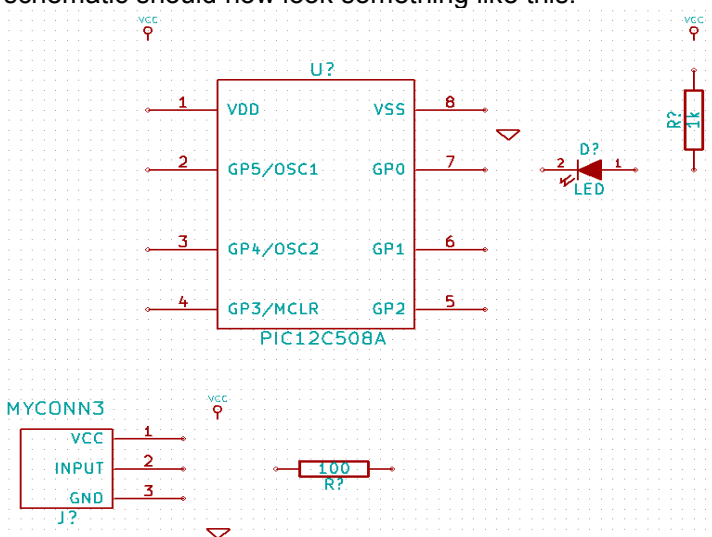 schematic should now look something like this:
VCC
VCC
U?
1 VDD VSS 8
2 GP5/OSC1 GP0 7
3 GP4/OSC2 GP1 6
4 GP3/MCLR GP2 5
PIC12C508A
D?
2 1
LED
R?
1k
MYCONN3
VCC 1
INPUT 2
GND 3
J?
VCC
100
R?